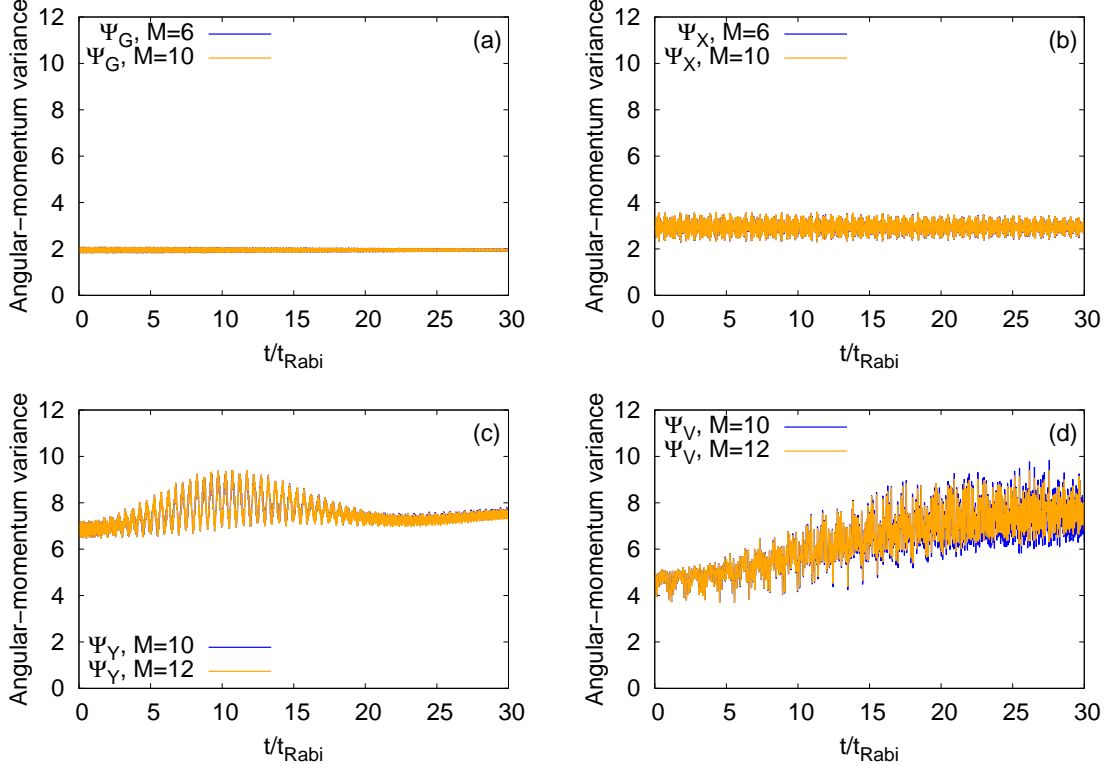 Angular-momentum variance
12
10
8
6
4
2
0
Ψ_G, M=6
Ψ_G, M=10
(a)
0 5 10 15 20 25 30
t/t_Rabi
Angular-momentum variance
12
10
8
6
4
2
0
Ψ_X, M=6
Ψ_X, M=10
(b)
0 5 10 15 20 25 30
t/t_Rabi
Angular-momentum variance
12
10
8
6
4
2
0
(c)
Ψ_Y, M=10
Ψ_Y, M=12
0 5 10 15 20 25 30
t/t_Rabi
Angular-momentum variance
12
10
8
6
4
2
0
Ψ_V, M=10
Ψ_V, M=12
(d)
0 5 10 15 20 25 30
t/t_Rabi